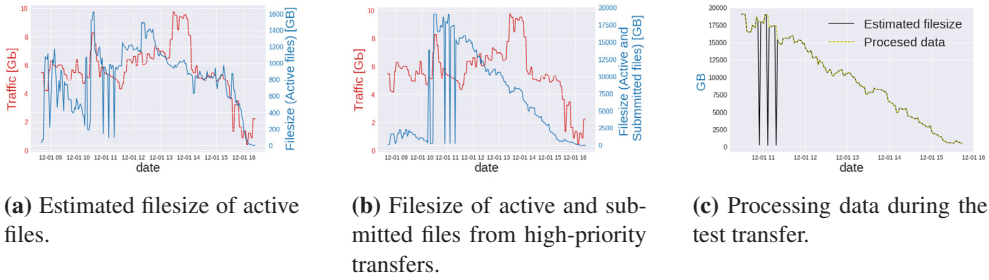 Traffic [Gb]
10
8
6
4
2
0
1600
1400
1200
1000
800
600
400
200
0
Filesize (Active files) [GB]
12-01 09 12-01 10 12-01 11 12-01 12 12-01 13 12-01 14 12-01 15 12-01 16
date
(a) Estimated filesize of active
files.
Traffic [Gb]
10
8
6
4
2
0
20000
17500
15000
12500
10000
7500
5000
2500
0
Filesize (Active and
Submmitted files) [GB]
12-01 09 12-01 10 12-01 11 12-01 12 12-01 13 12-01 14 12-01 15 12-01 16
date
(b) Filesize of active and sub-
mitted files from high-priority
transfers.
GB
20000
17500
15000
12500
10000
7500
5000
2500
0
Estimated filesize
Procesed data
12-01 11 12-01 12 12-01 13 12-01 14 12-01 15 12-01 16
date
(c) Processing data during the
test transfer.